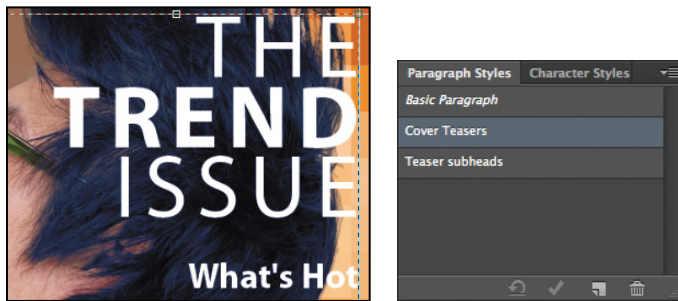 THE
TREND
ISSUE
What's Hot
Paragraph Styles Character Styles
Basic Paragraph
Cover Teasers
Teaser subheads